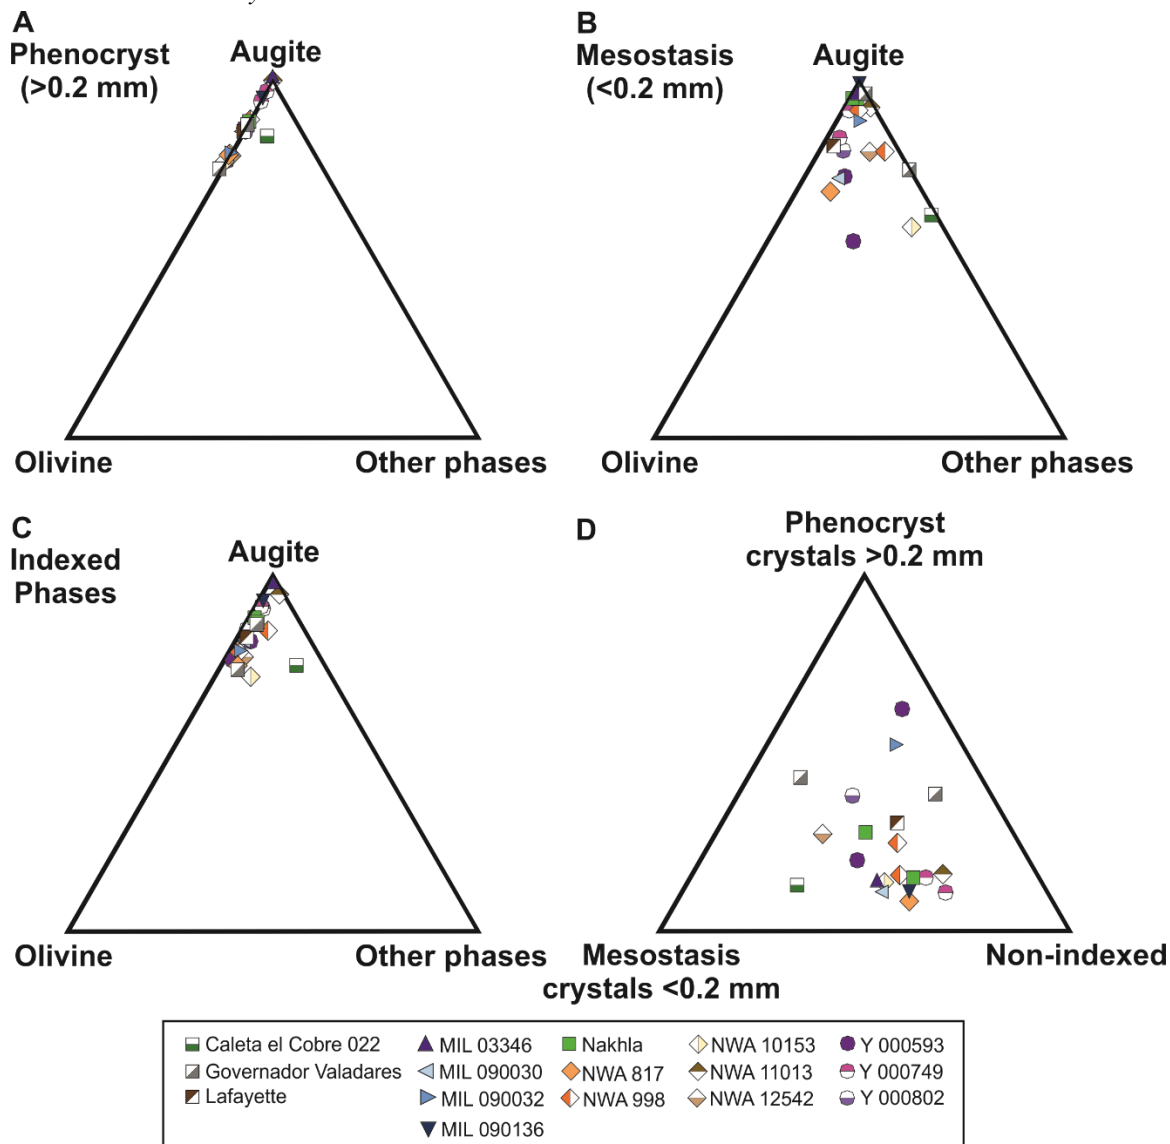 A
Phenocryst
(>0.2 mm)
Augite
Olivine
Other phases
B
Mesostasis
(<0.2 mm)
Augite
Olivine
Other phases
C
Indexed
Phases
Augite
Olivine
Other phases
D
Phenocryst
crystals >0.2 mm
Mesostasis
crystals <0.2 mm
Non-indexed
Caleta el Cobre 022
Governador Valadares
Lafayette
MIL 03346
MIL 090030
MIL 090032
MIL 090136
Nakhla
NWA 817
NWA 998
NWA 10153
NWA 11013
NWA 12542
Y 000593
Y 000749
Y 000802